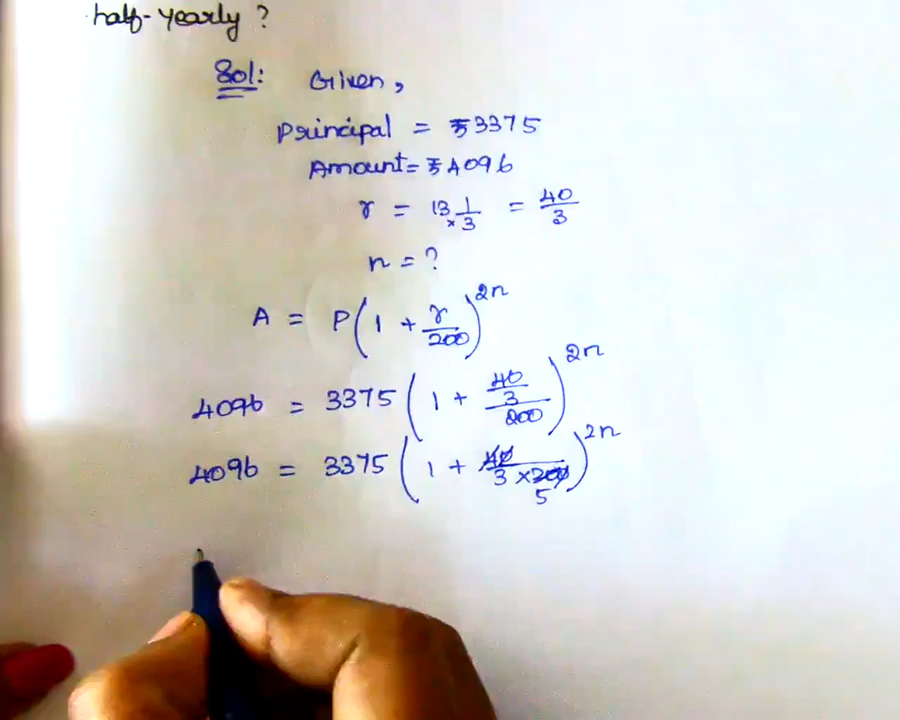 half-yearly ?
Sol: Given,
Principal = ₹3375
Amount = ₹4096
r = 13 1/3 = 40/3
n = ?
A = P(1 + r/200)^2n
4096 = 3375 (1 + 40/3/200)^2n
4096 = 3375 (1 + 40/3×200 5)^2n